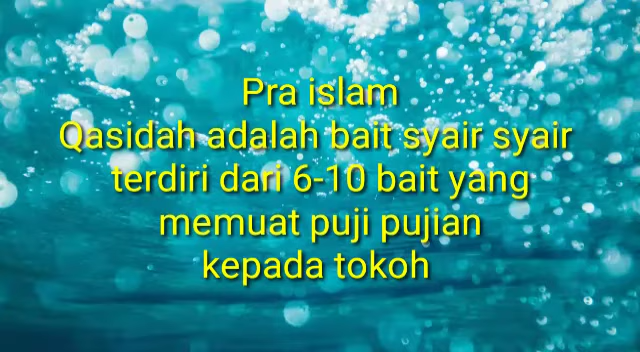 Pra islam
Qasidah adalah bait syair syair
terdiri dari 6-10 bait yang
memuat puji pujian
kepada tokoh